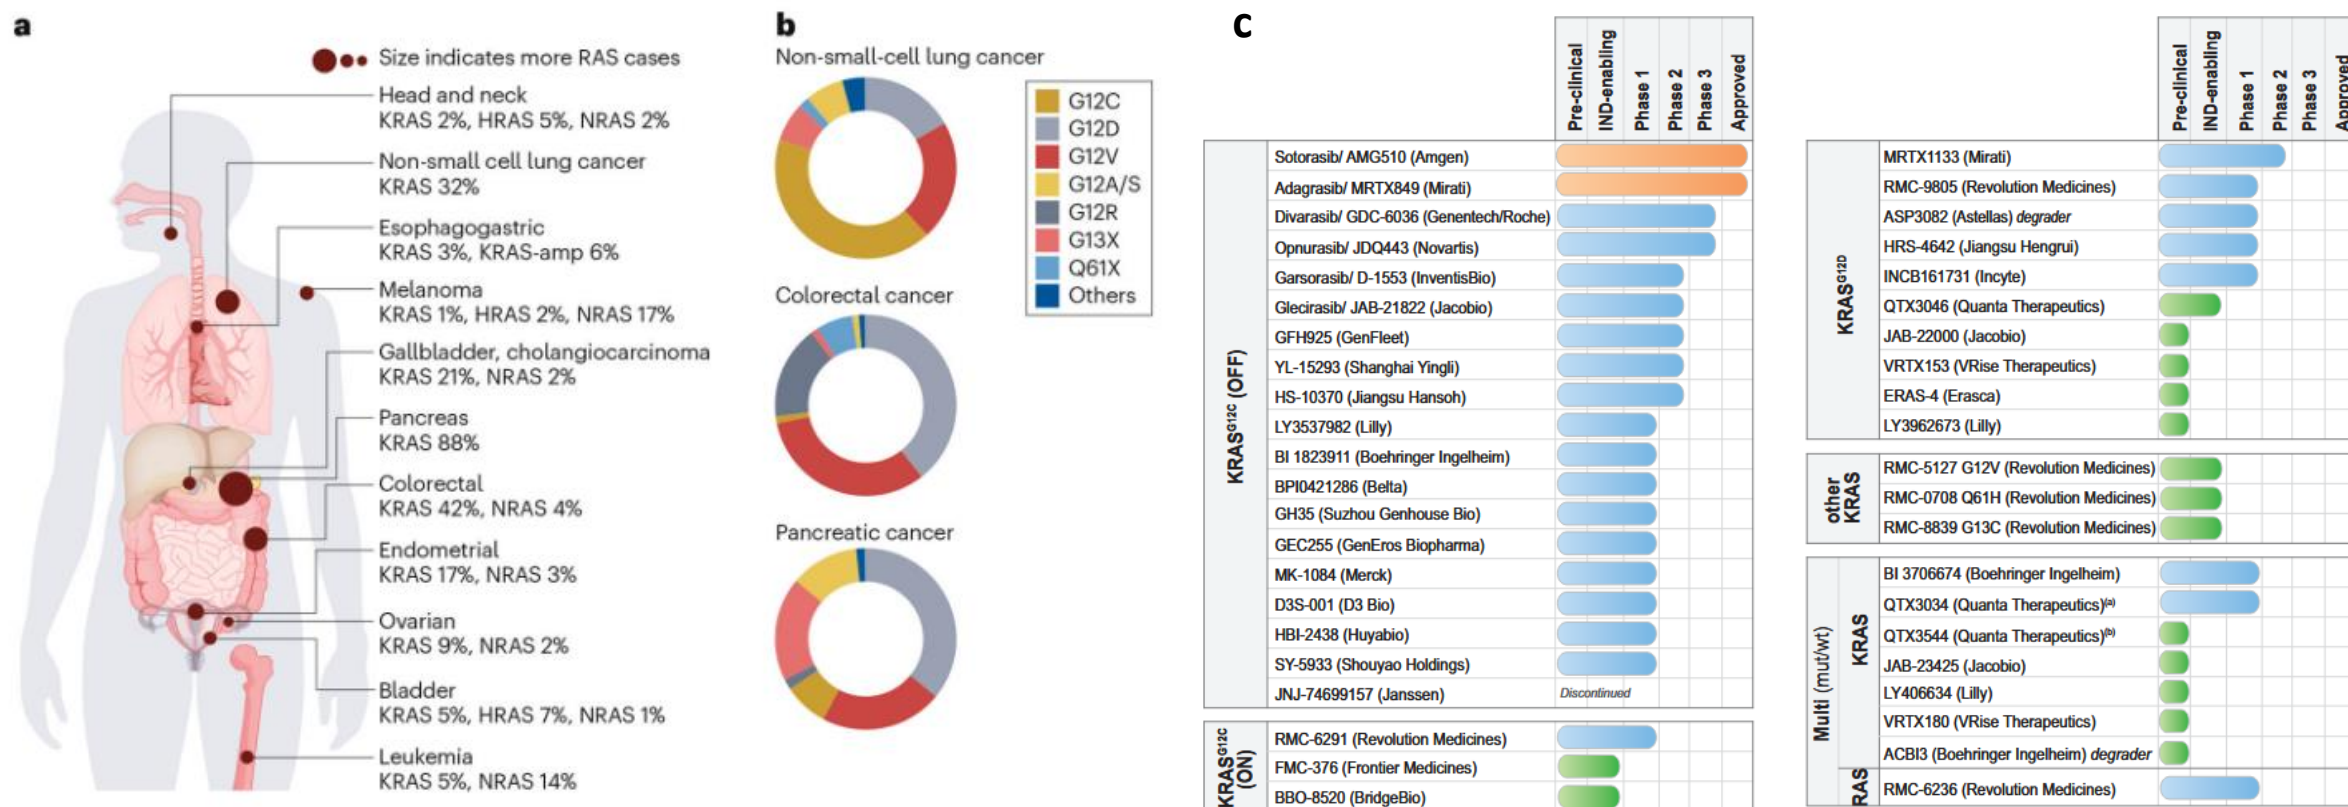 a
Size indicates more RAS cases
Head and neck
KRAS 2%, HRAS 5%, NRAS 2%
Non-small cell lung cancer
KRAS 32%
Esophagogastric
KRAS 3%, KRAS-amp 6%
Melanoma
KRAS 1%, HRAS 2%, NRAS 17%
Gallbladder, cholangiocarcinoma
KRAS 21%, NRAS 2%
Pancreas
KRAS 88%
Colorectal
KRAS 42%, NRAS 4%
Endometrial
KRAS 17%, NRAS 3%
Ovarian
KRAS 9%, NRAS 2%
Bladder
KRAS 5%, HRAS 7%, NRAS 1%
Leukemia
KRAS 5%, NRAS 14%
b
Non-small-cell lung cancer
Colorectal cancer
Pancreatic cancer
G12C
G12D
G12V
G12A/S
G12R
G13X
Q61X
Others
c
Pre-clinical
IND-enabling
Phase 1
Phase 2
Phase 3
Approved
KRASG12C (OFF)
Sotorasib/ AMG510 (Amgen)
Adagrasib/ MRTX849 (Mirati)
Divarasib/ GDC-6036 (Genentech/Roche)
Opnurasib/ JDQ443 (Novartis)
Garsorasib/ D-1553 (InventisBio)
Glecirasib/ JAB-21822 (Jacobio)
GFH925 (GenFleet)
YL-15293 (Shanghai Yingli)
HS-10370 (Jiangsu Hansoh)
LY3537982 (Lilly)
BI 1823911 (Boehringer Ingelheim)
BPI0421286 (Belta)
GH35 (Suzhou Genhouse Bio)
GEC255 (GenEros Biopharma)
MK-1084 (Merck)
D3S-001 (D3 Bio)
HBI-2438 (Huyabio)
SY-5933 (Shouyao Holdings)
JNJ-74699157 (Janssen) Discontinued
KRASG12C
(ON)
RMC-6291 (Revolution Medicines)
FMC-376 (Frontier Medicines)
BBO-8520 (BridgeBio)
Pre-clinical
IND-enabling
Phase 1
Phase 2
Phase 3
Approved
KRASG12D
MRTX1133 (Mirati)
RMC-9805 (Revolution Medicines)
ASP3082 (Astellas) degrader
HRS-4642 (Jiangsu Hengrui)
INCB161731 (Incyte)
QTX3046 (Quanta Therapeutics)
JAB-22000 (Jacobio)
VRTX153 (VRise Therapeutics)
ERAS-4 (Erasca)
LY3962673 (Lilly)
other
KRAS
RMC-5127 G12V (Revolution Medicines)
RMC-0708 Q61H (Revolution Medicines)
RMC-8839 G13C (Revolution Medicines)
Multi (mut/wt)
KRAS
BI 3706674 (Boehringer Ingelheim)
QTX3034 (Quanta Therapeutics)(a)
QTX3544 (Quanta Therapeutics)(b)
JAB-23425 (Jacobio)
LY406634 (Lilly)
VRTX180 (VRise Therapeutics)
ACBI3 (Boehringer Ingelheim) degrader
RAS
RMC-6236 (Revolution Medicines)